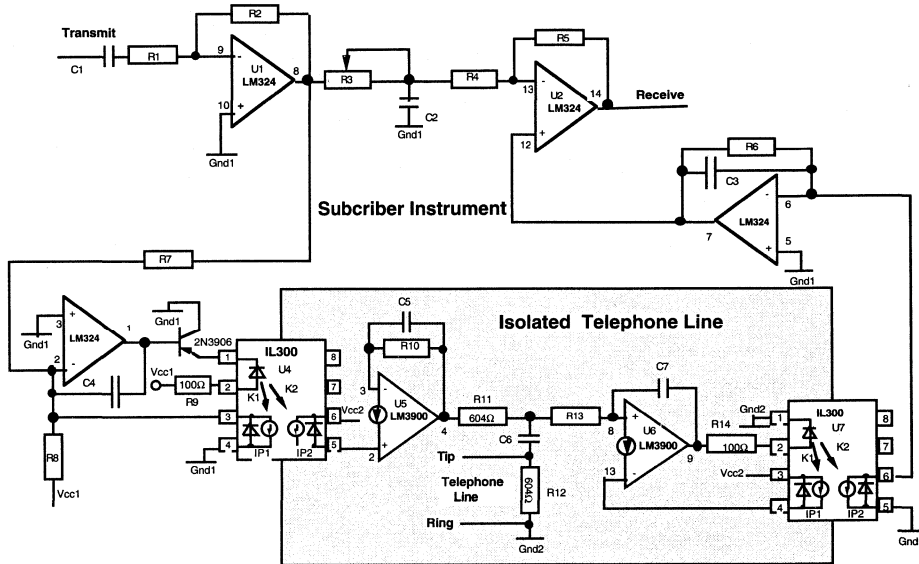 Transmit
C1
R1
R2
9
-
U1
LM324
8
10
+
Gnd1
R3
C2
Gnd1
R4
R5
13
-
U2
LM324
14
12
+
Receive
R6
C3
LM324
-
6
7
+
5
Gnd1
Subcriber Instrument
R7
Gnd1
+
3
LM324
1
2
-
C4
R8
Vcc1
Gnd1
2N3906
Vcc1
100Ω
R9
IL300
U4
K1
K2
1
2
3
4
8
7
6
5
IP1
IP2
Gnd1
Vcc2
Isolated Telephone Line
C5
R10
3
-
U5
LM3900
+
2
4
R11
604Ω
C6
Tip
Telephone
Line
Ring
604Ω
R12
Gnd2
R13
C7
8
+
U6
LM3900
13
-
9
R14
100Ω
Gnd2
Vcc2
IL300
U7
K1
K2
1
2
3
4
8
7
6
5
IP1
IP2
Gnd